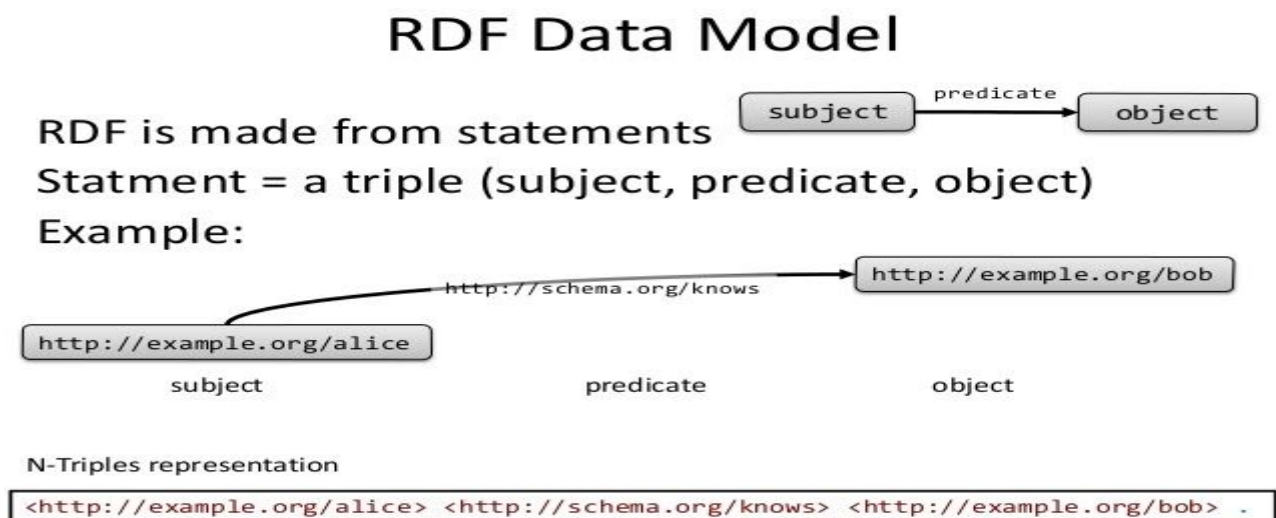 RDF Data Model
subject predicate object
RDF is made from statements
Statment = a triple (subject, predicate, object)
Example:
http://example.org/bob
http://schema.org/knows
http://example.org/alice
subject predicate object
N-Triples representation
<http://example.org/alice> <http://schema.org/knows> <http://example.org/bob> .